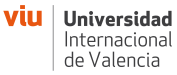 viu
Universidad
Internacional
de Valencia